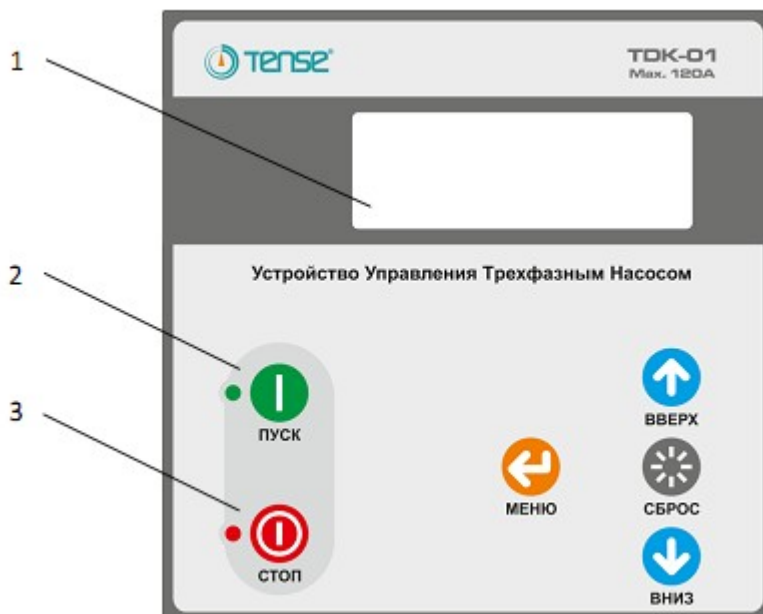 1
TENSE®
TDK-01
Max. 120A
2
Устройство Управления Трехфазным Насосом
ПУСК
ВВЕРХ
3
МЕНЮ
СБРОС
СТОП
ВНИЗ